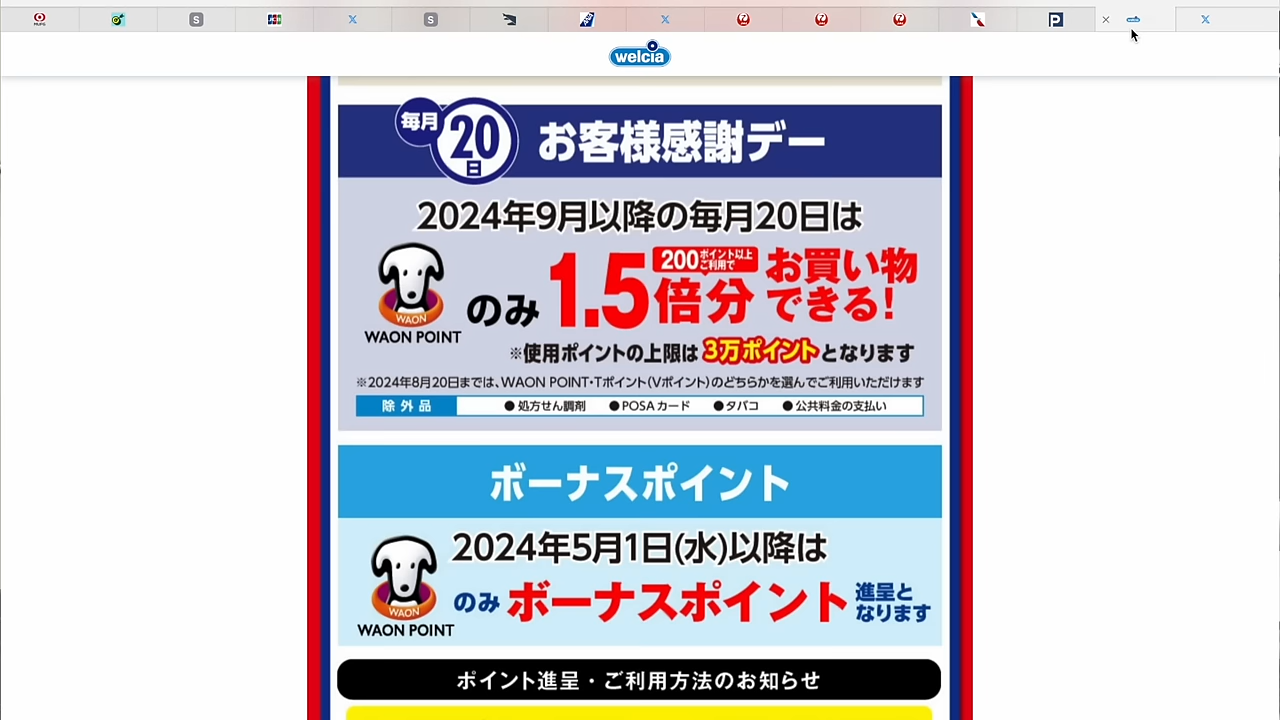 welcia
毎月
20
日
お客様感謝デー
2024年9月以降の毎月20日は
WAON
WAON POINT
のみ
1.5倍分
200ポイント以上ご利用で
お買い物できる!
※使用ポイントの上限は3万ポイントとなります
※2024年8月20日までは、WAON POINT・Tポイント(Vポイント)のどちらかを選んでご利用いただけます
除外品 ●処方せん調剤 ●POSAカード ●タバコ ●公共料金の支払い
ボーナスポイント
2024年5月1日(水)以降は
WAON
WAON POINT
のみ ボーナスポイント 進呈となります
ポイント進呈・ご利用方法のお知らせ